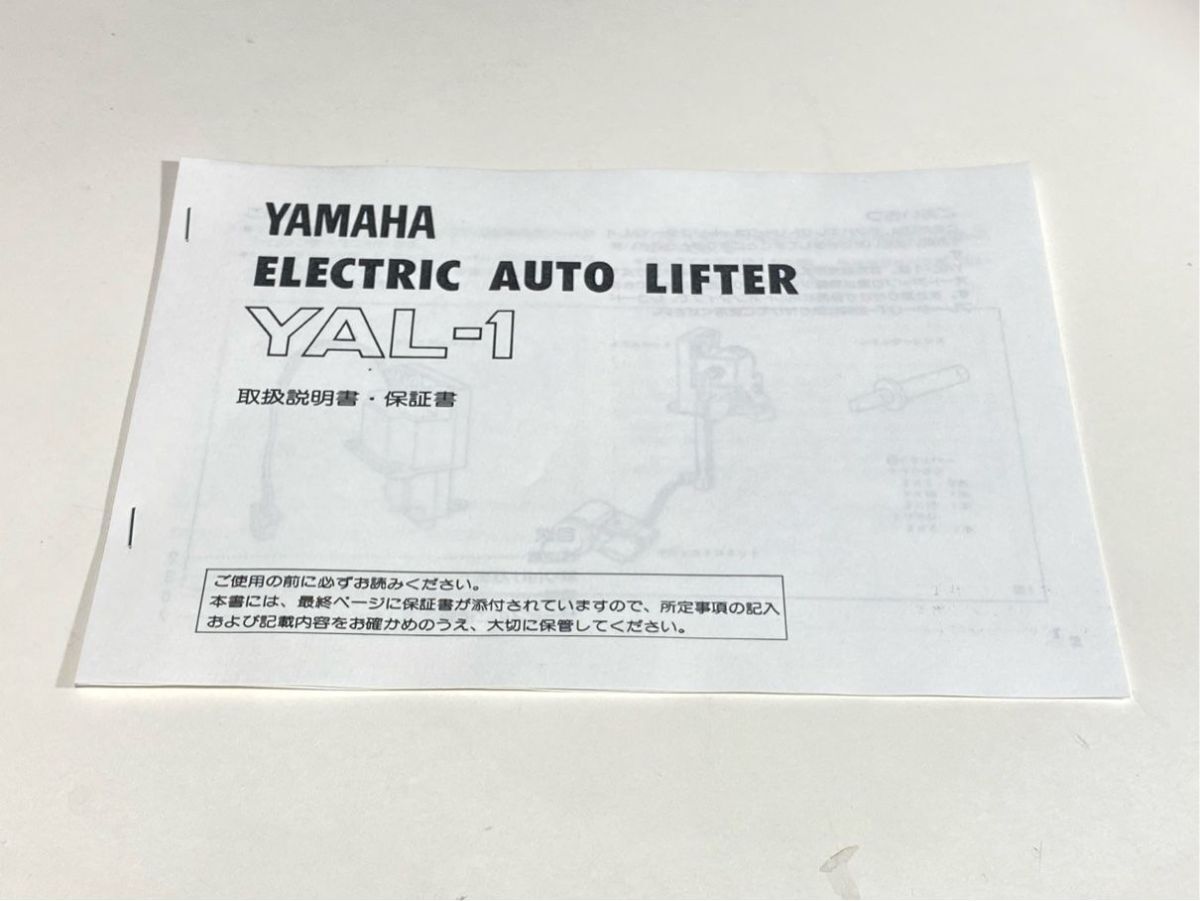 YAMAHA
ELECTRIC AUTO LIFTER
YAL-1
取扱説明書・保証書
ご使用の前に必ずお読みください。
本書には、最終ページに保証書が添付されていますので、所定事項の記入
および記載内容をお確かめのうえ、大切に保管してください。